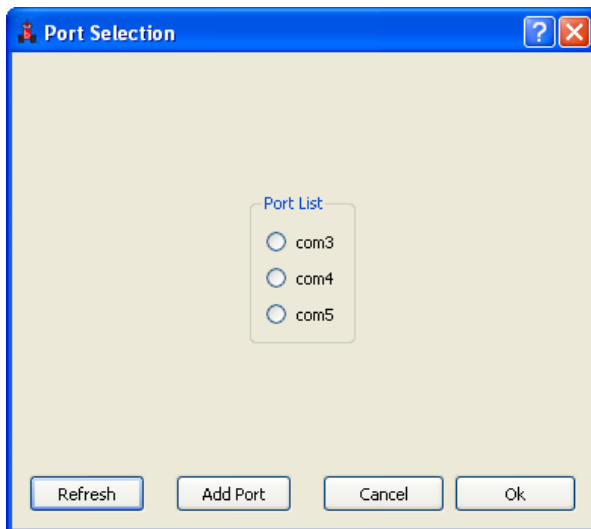 Port Selection
?
Port List
com3
com4
com5
Refresh Add Port Cancel Ok